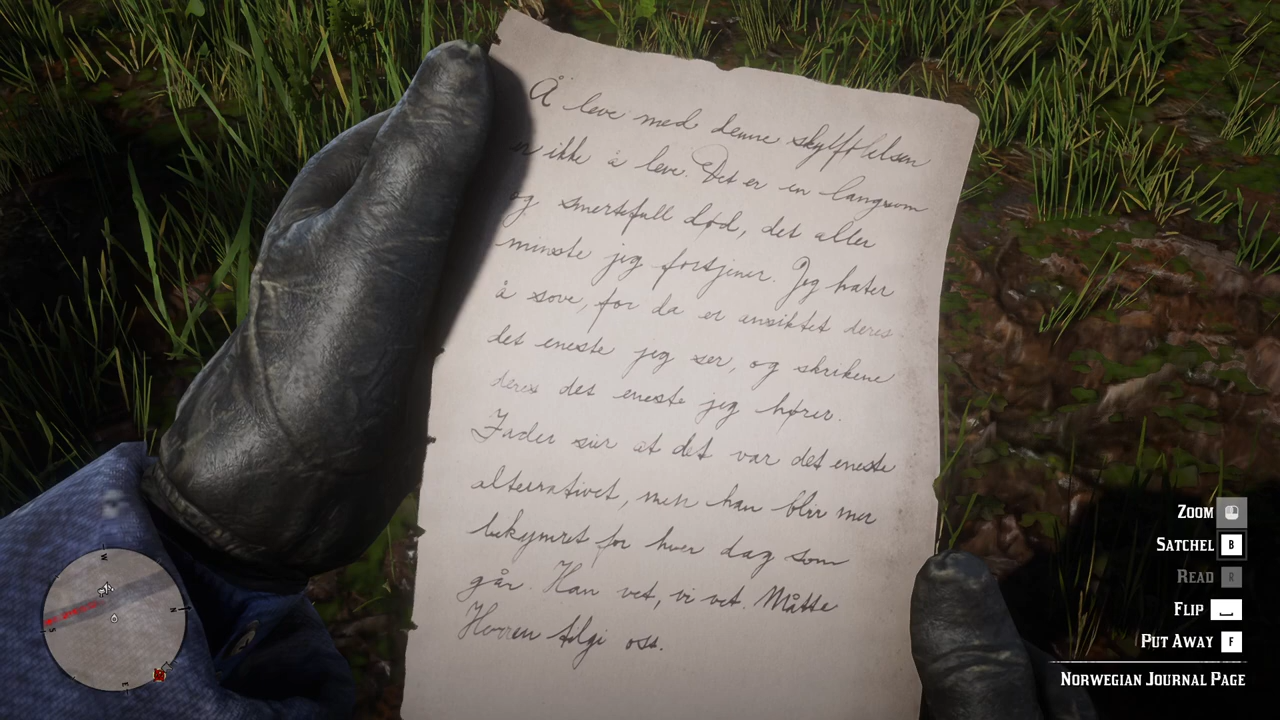 Å leve med denne skyldfølelsen
er ikke å leve. Det er en langsom
og smertefull død, det aller
minste jeg fortjener. Jeg hater
å sove, for da er ansiktet deres
det eneste jeg ser, og skrikene
deres det eneste jeg hører.
Fader sier at det var det eneste
alternativet, men han blir mer
bekymret for hver dag som
går. Han vet, vi vet. Måtte
Herren tilgi oss.
ZOOM
SATCHEL B
READ R
FLIP
PUT AWAY F
NORWEGIAN JOURNAL PAGE